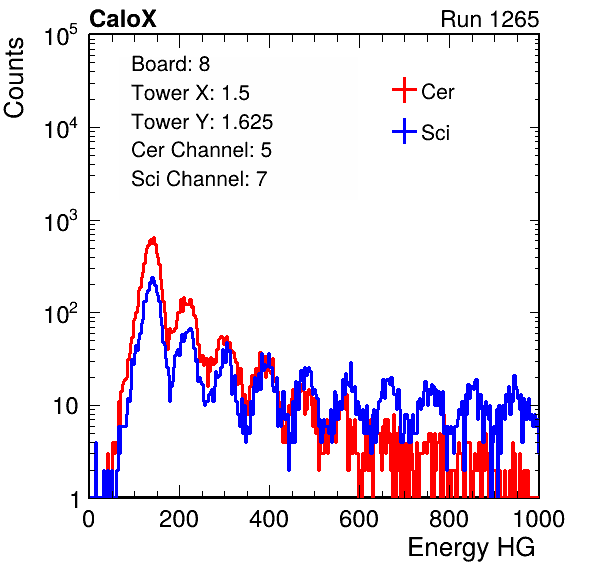 CaloX Run 1265
Counts
10^5
10^4
10^3
10^2
10
1
Board: 8
Tower X: 1.5
Tower Y: 1.625
Cer Channel: 5
Sci Channel: 7
Cer
Sci
0 200 400 600 800 1000
Energy HG